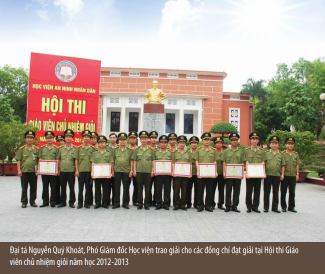 HỌC VIỆN AN NINH NHÂN DÂN
HỘI THI
GIÁO VIÊN CHỦ NHIỆM GIỎI
Đại tá Nguyễn Quý Khoát, Phó Giám đốc Học viện trao giải cho các đồng chí đạt giải tại Hội thi Giáo
viên chủ nhiệm giỏi năm học 2012-2013